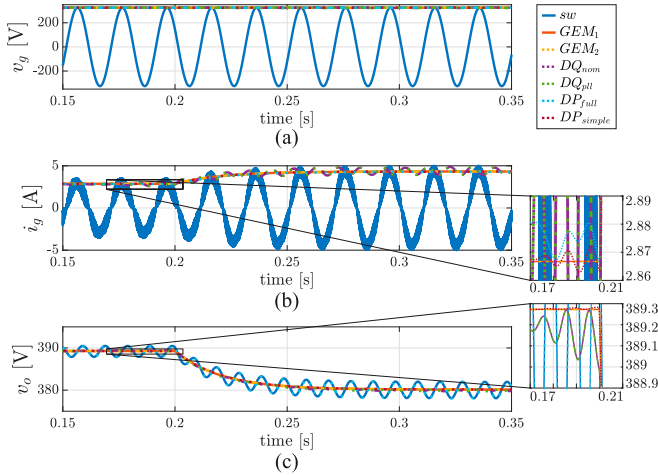 200
0
-200
v_g [V]
0.15 0.2 0.25 0.3 0.35
time [s]
(a)
sw
GEM_1
GEM_2
DQ_nom
DQ_pll
DP_full
DP_simple
5
0
-5
i_g [A]
0.15 0.2 0.25 0.3 0.35
time [s]
(b)
2.89
2.88
2.87
2.86
0.17 0.21
390
380
v_o [V]
0.15 0.2 0.25 0.3 0.35
time [s]
(c)
389.3
389.2
389.1
389
388.9
0.17 0.21